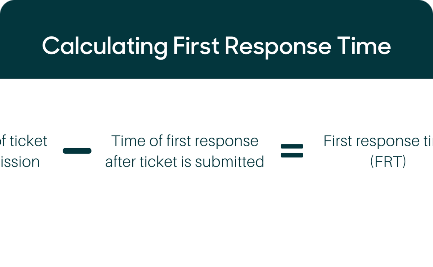 Calculating First Response Time
of ticket
ission
—
Time of first response
after ticket is submitted
=
First response ti
(FRT)